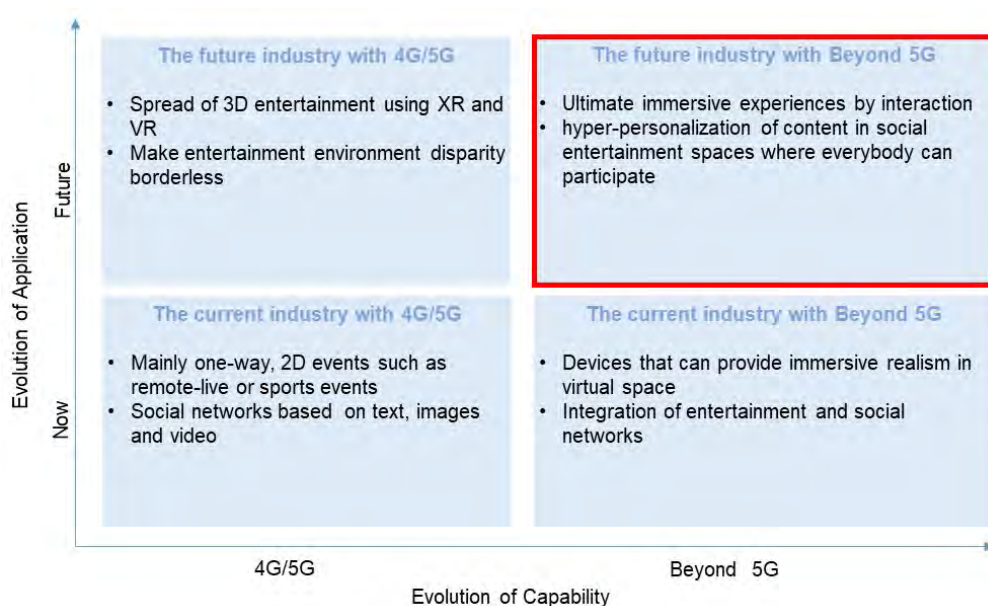 The future industry with 4G/5G
• Spread of 3D entertainment using XR and
VR
• Make entertainment environment disparity
borderless
The future industry with Beyond 5G
• Ultimate immersive experiences by interaction
• hyper-personalization of content in social
entertainment spaces where everybody can
participate
The current industry with 4G/5G
• Mainly one-way, 2D events such as
remote-live or sports events
• Social networks based on text, images
and video
The current industry with Beyond 5G
• Devices that can provide immersive realism in
virtual space
• Integration of entertainment and social
networks
Evolution of Application
Future
Now
4G/5G
Beyond 5G
Evolution of Capability